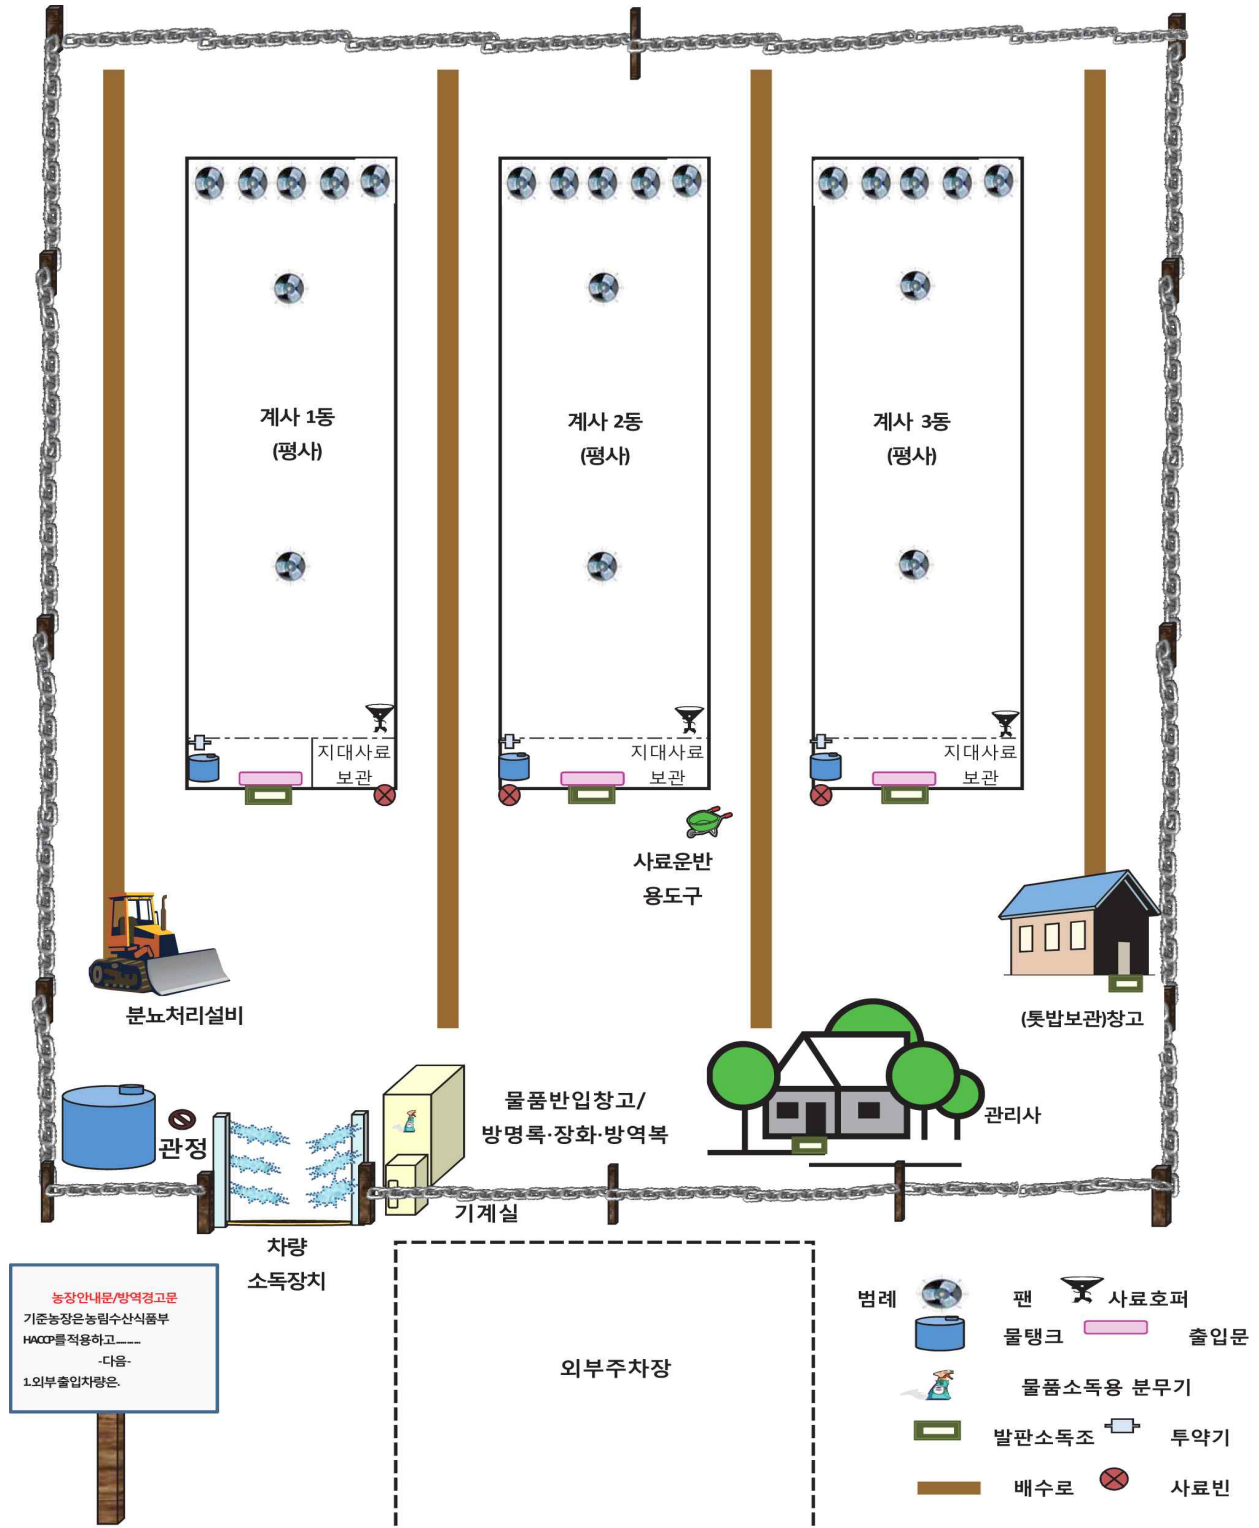 계사 1동
(평사)
계사 2동
(평사)
계사 3동
(평사)
지대사료
보관
지대사료
보관
지대사료
보관
사료운반
용도구
분뇨처리설비
(톳밥보관)창고
관정
물품반입창고/
방명록·장화·방역복
관리사
기계실
차량
소독장치
농장안내문/방역경고문
기준농장은농림수산식품부
HACCP를적용하고..........
-다음-
1.외부출입차량은.
외부주차장
범례
팬
사료호퍼
물탱크
출입문
물품소독용 분무기
발판소독조
투약기
배수로
사료빈